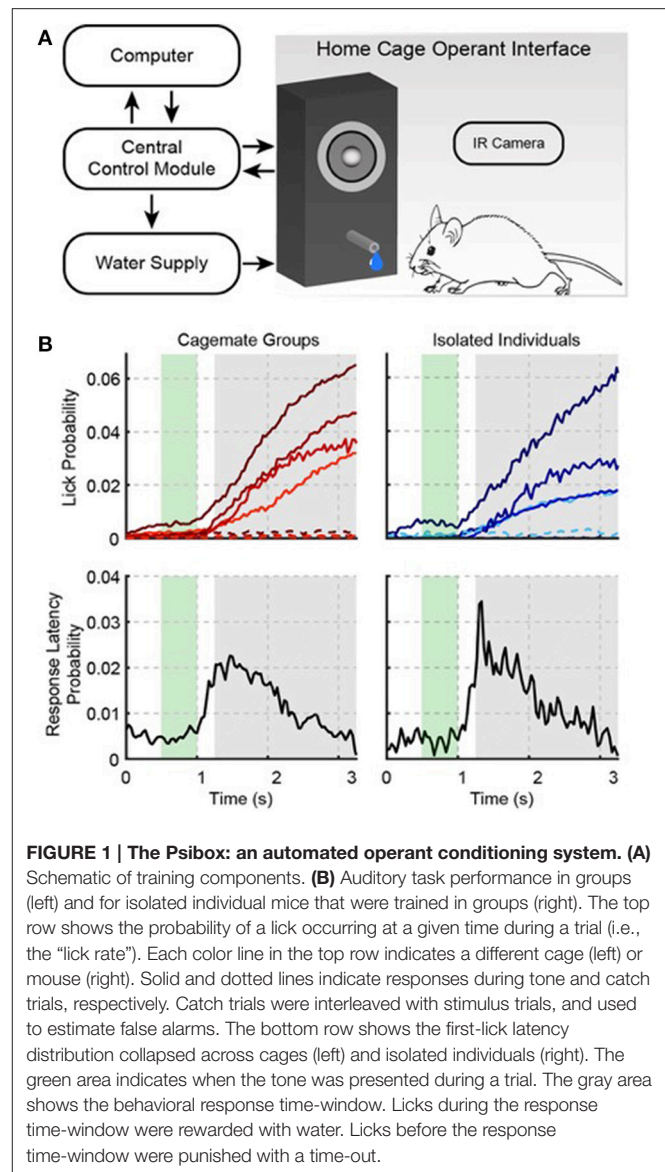 A
Computer
Home Cage Operant Interface
Central
Control Module
IR Camera
Water Supply
B
Cagemate Groups
Isolated Individuals
Lick Probability
0.06
0.04
0.02
0
Response Latency
Probability
0.04
0.03
0.02
0.01
0
0 1 2 3
0 1 2 3
Time (s)
Time (s)
FIGURE 1 | The Psibox: an automated operant conditioning system. (A)
Schematic of training components. (B) Auditory task performance in groups
(left) and for isolated individual mice that were trained in groups (right). The top
row shows the probability of a lick occurring at a given time during a trial (i.e.,
the “lick rate”). Each color line in the top row indicates a different cage (left) or
mouse (right). Solid and dotted lines indicate responses during tone and catch
trials, respectively. Catch trials were interleaved with stimulus trials, and used
to estimate false alarms. The bottom row shows the first-lick latency
distribution collapsed across cages (left) and isolated individuals (right). The
green area indicates when the tone was presented during a trial. The gray area
shows the behavioral response time-window. Licks during the response
time-window were rewarded with water. Licks before the response
time-window were punished with a time-out.